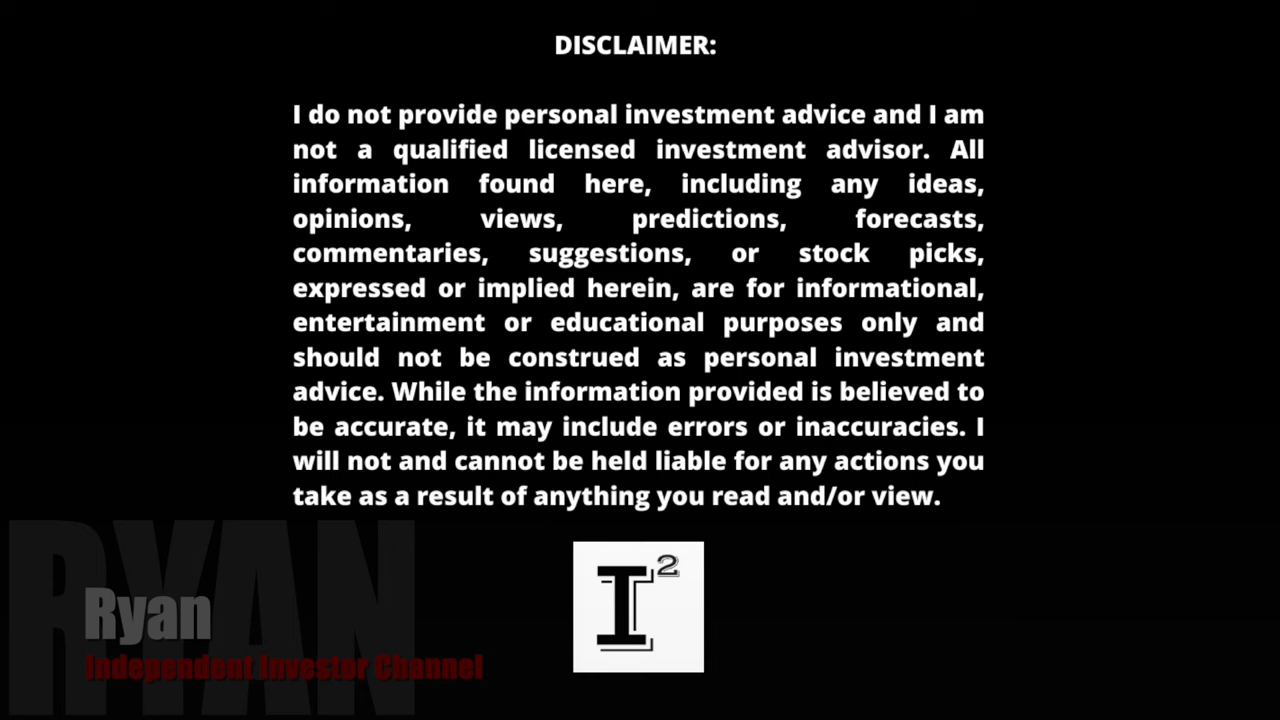 DISCLAIMER:
I do not provide personal investment advice and I am
not a qualified licensed investment advisor. All
information found here, including any ideas,
opinions, views, predictions, forecasts,
commentaries, suggestions, or stock picks,
expressed or implied herein, are for informational,
entertainment or educational purposes only and
should not be construed as personal investment
advice. While the information provided is believed to
be accurate, it may include errors or inaccuracies. I
will not and cannot be held liable for any actions you
take as a result of anything you read and/or view.
RYAN
Ryan
Independent Investor Channel
I²